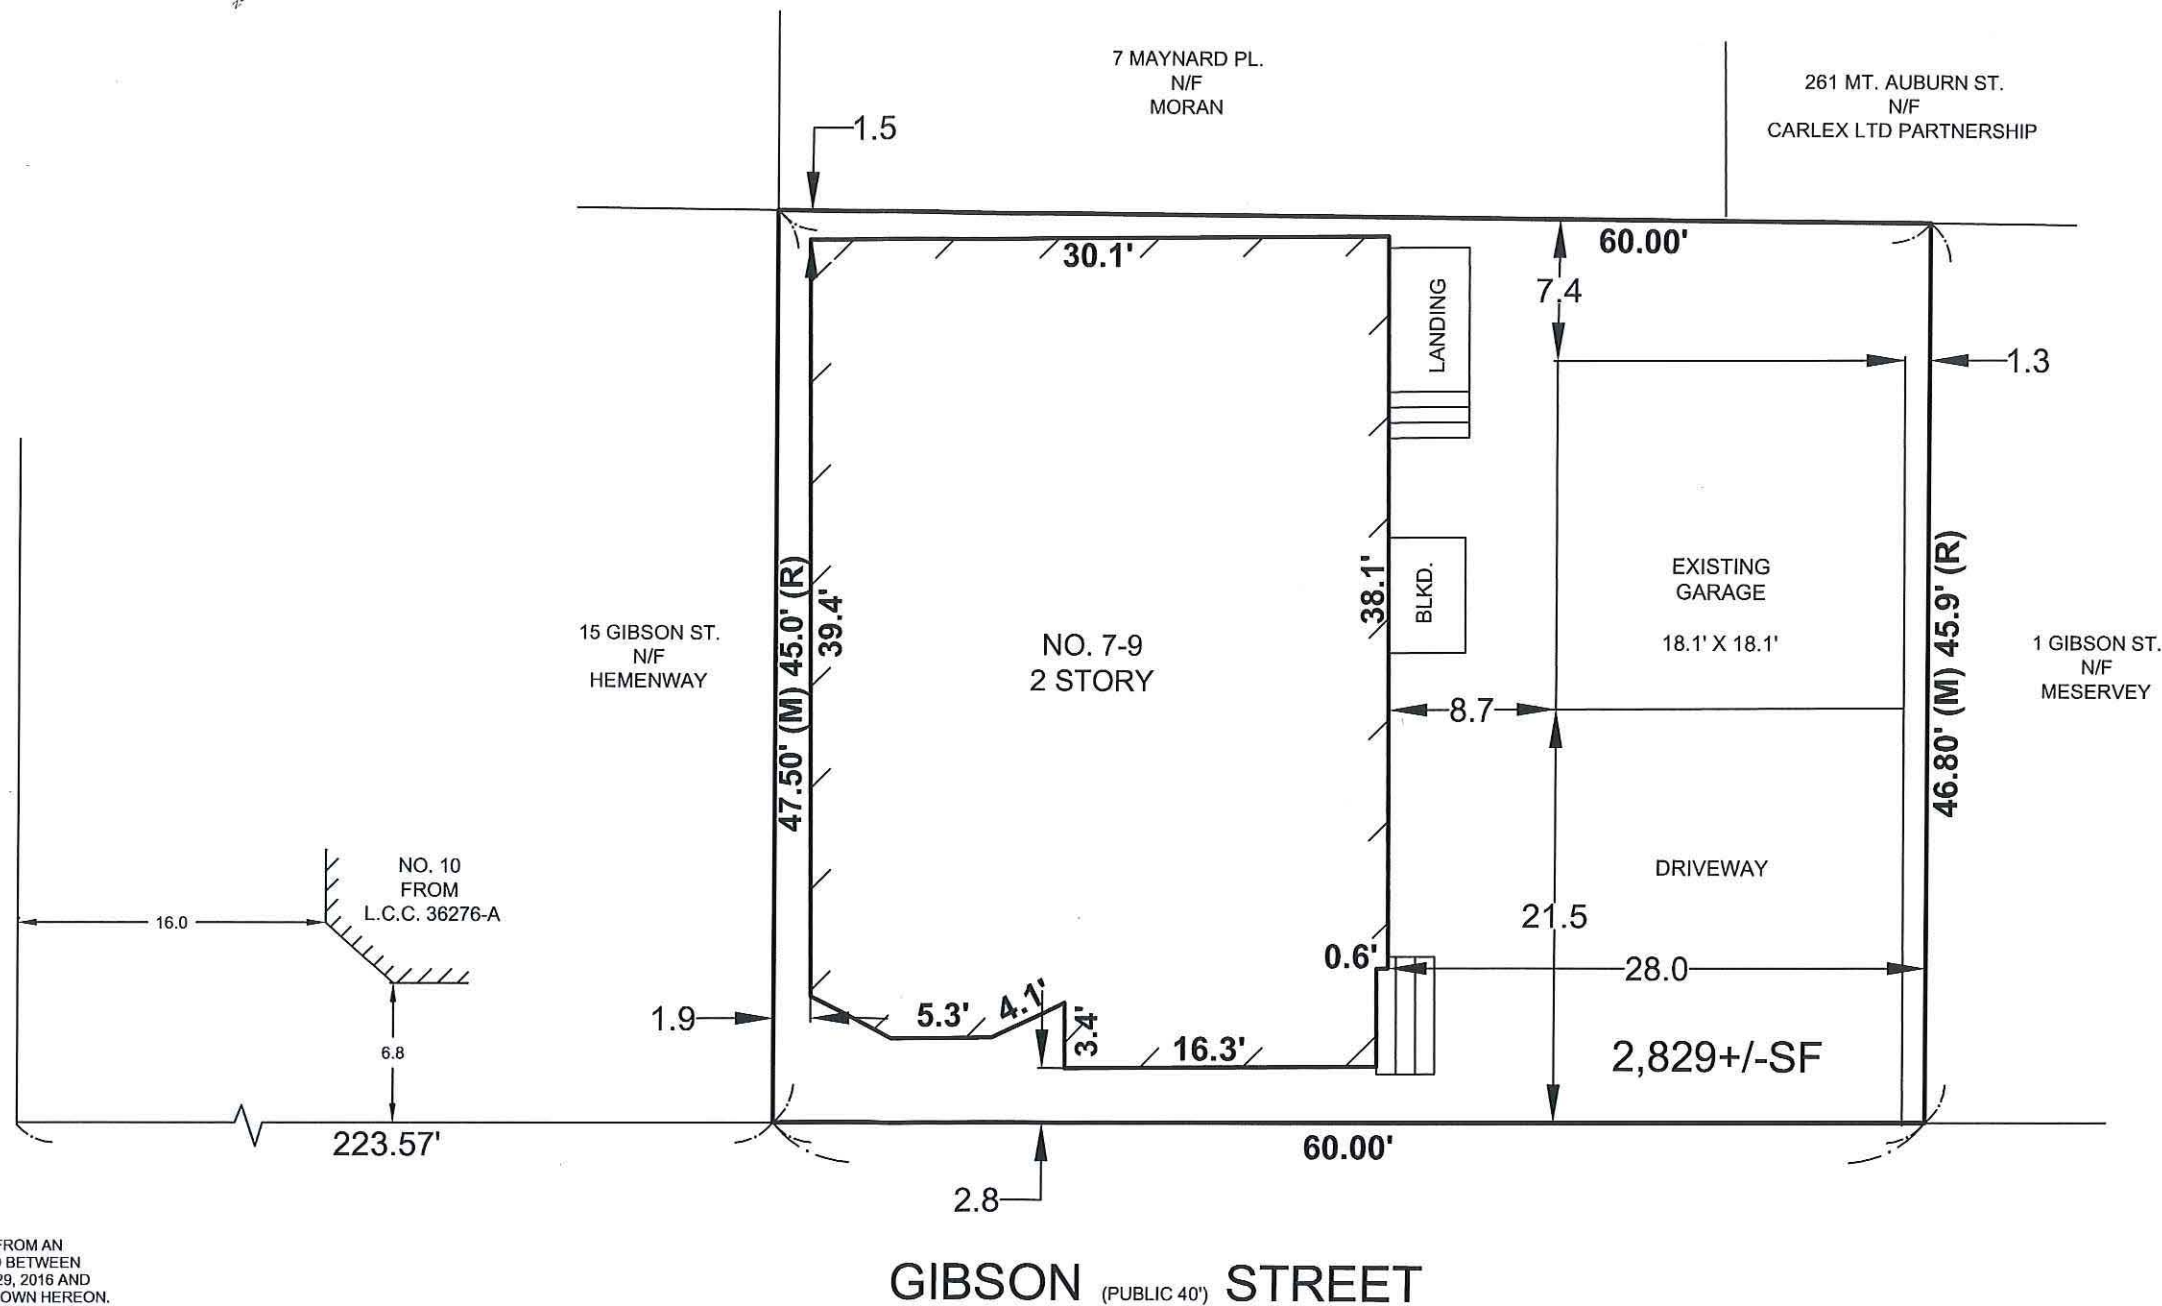 7 MAYNARD PL.
N/F
MORAN
261 MT. AUBURN ST.
N/F
CARLEX LTD PARTNERSHIP
1.5
30.1'
60.00'
7.4
LANDING
1.3
EXISTING
GARAGE
18.1' X 18.1'
15 GIBSON ST.
N/F
HEMENWAY
47.50' (M) 45.0' (R)
39.4'
NO. 7-9
2 STORY
38.1'
BLKD.
8.7
46.80' (M) 45.9' (R)
1 GIBSON ST.
N/F
MESERVEY
NO. 10
FROM
L.C.C. 36276-A
16.0
6.8
DRIVEWAY
21.5
0.6'
28.0
1.9
5.3'
4.1'
3.4'
16.3'
2,829+/-SF
223.57'
60.00'
2.8
FROM AN
BETWEEN
29, 2016 AND
OWN HEREON.
GIBSON (PUBLIC 40') STREET